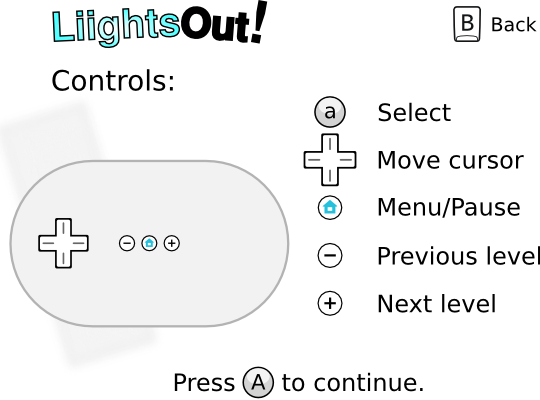 LiightsOut!
B Back
Controls:
a Select
Move cursor
Menu/Pause
− Previous level
+ Next level
− +
Press A to continue.